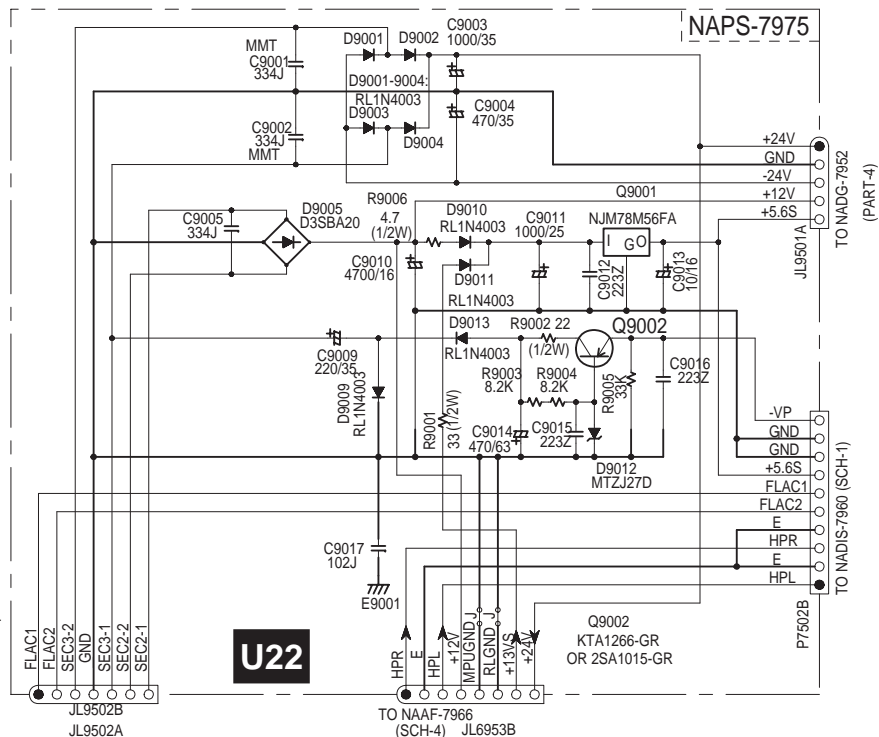 NAPS-7975
C9003
1000/35
D9001
D9002
MMT
C9001
334J
D9001-9004:
RL1N4003
D9003
C9004
470/35
C9002
334J
MMT
D9004
+24V
GND
-24V
+12V
+5.6S
JL9501A
TO NADG-7952
(PART-4)
C9005
334J
D9005
D3SBA20
R9006
4.7
(1/2W)
D9010
RL1N4003
C9011
1000/25
Q9001
NJM78M56FA
I
G
O
C9010
4700/16
D9011
RL1N4003
C9012
223Z
C9013
10/16
D9013
RL1N4003
R9002 22
(1/2W)
Q9002
C9009
220/35
D9009
RL1N4003
R9003
8.2K
R9004
8.2K
R9005
33K
C9016
223Z
R9001
33 (1/2W)
C9014
470/63
C9015
223Z
D9012
MTZJ27D
-VP
GND
GND
+5.6S
FLAC1
FLAC2
E
HPR
E
HPL
P7502B
TO NADIS-7960 (SCH-1)
C9017
102J
E9001
Q9002
KTA1266-GR
OR 2SA1015-GR
U22
FLAC1
FLAC2
SEC3-2
GND
SEC3-1
SEC2-2
SEC2-1
JL9502B
JL9502A
HPR
E
HPL
+12V
MPUGND J
RLGND J
+13VS
+24V
TO NAAF-7966
(SCH-4)
JL6953B